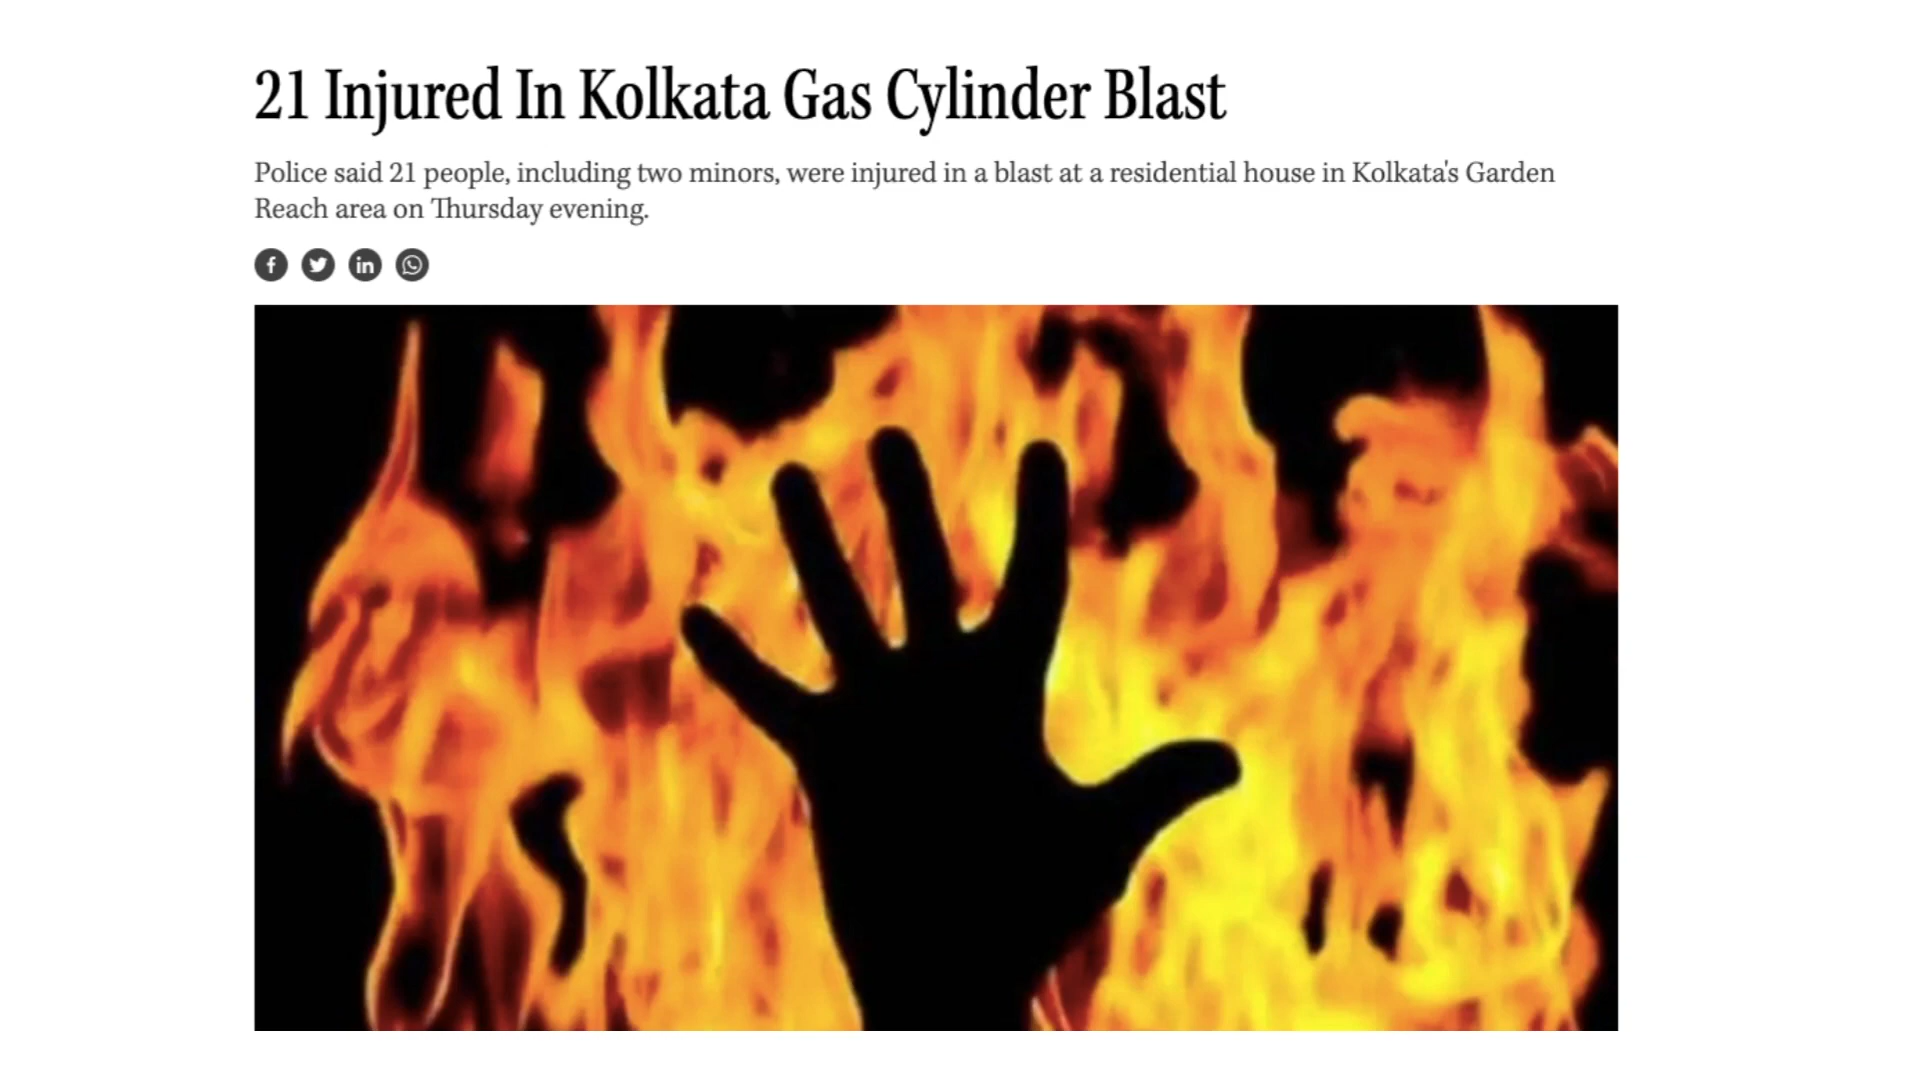 21 Injured In Kolkata Gas Cylinder Blast
Police said 21 people, including two minors, were injured in a blast at a residential house in Kolkata's Garden
Reach area on Thursday evening.